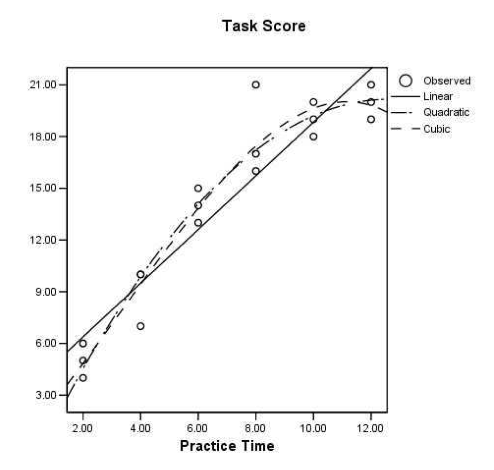 Task Score
21.00
18.00
15.00
12.00
9.00
6.00
3.00
2.00 4.00 6.00 8.00 10.00 12.00
Practice Time
Observed
Linear
Quadratic
Cubic